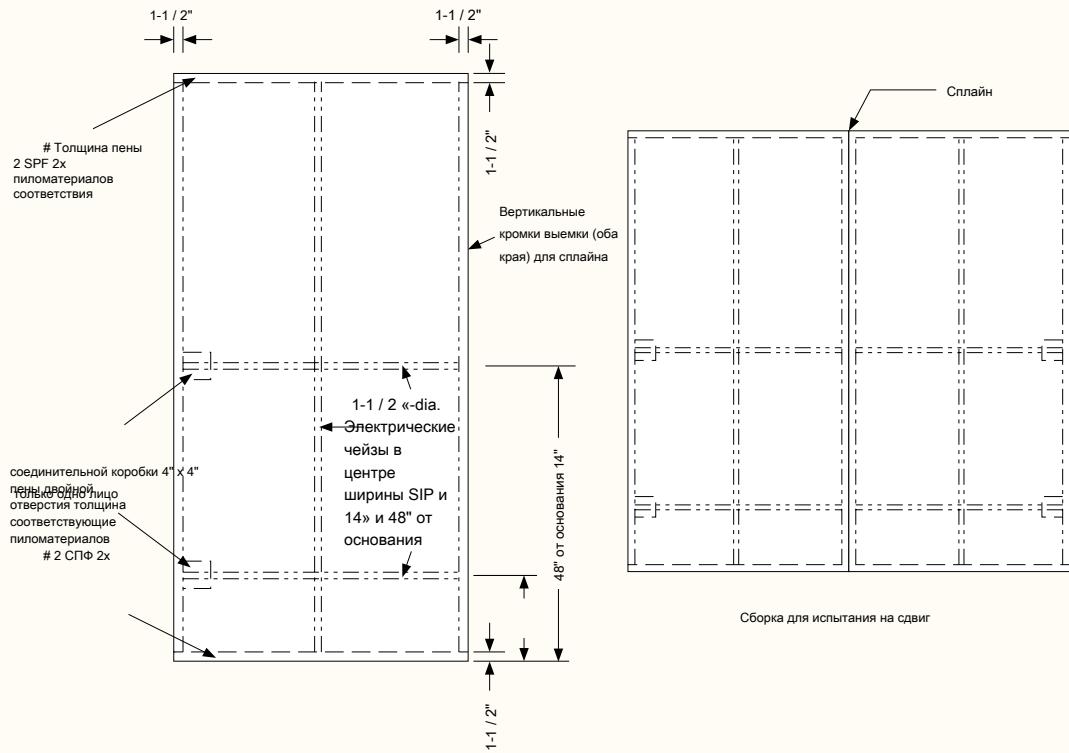 1-1 / 2"
1-1 / 2"
# Толщина пены
2 SPF 2x
пиломатериалов
соответствия
1-1 / 2"
Вертикальные
кромки выемки (оба
края) для сплайна
соединительной коробки 4" x 4"
пены двойной
только одно лицо
отверстия толщина
соответствующие
пиломатериалов
# 2 СПФ 2x
1-1 / 2 «-dia.
Электрические
чейзы в
центре
ширины SIP и
14» и 48" от
основания
48" от основания 14"
1-1 / 2"
Сплайн
Сборка для испытания на сдвиг